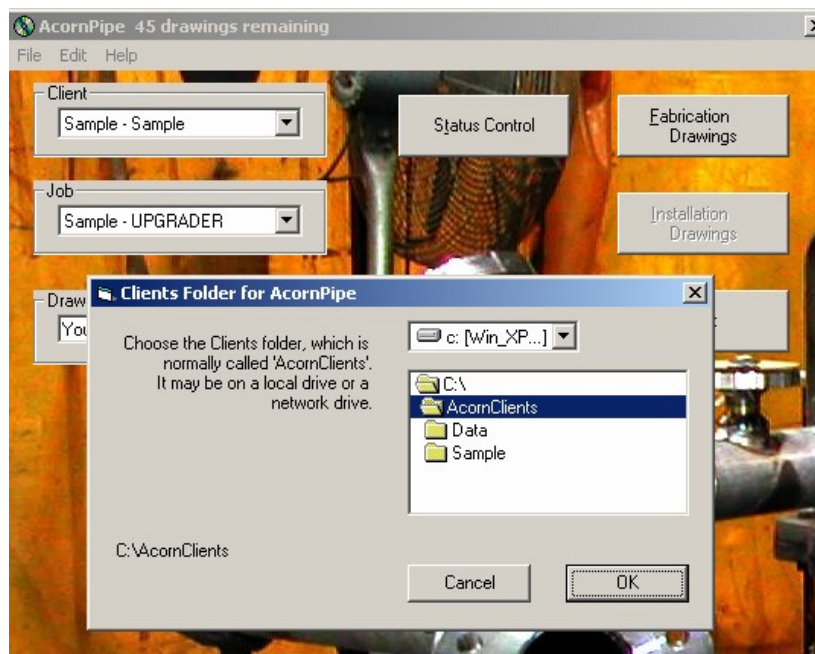 AcornPipe 45 drawings remaining
File Edit Help
Client
Sample - Sample
Status Control
Fabrication
Drawings
Job
Sample - UPGRADER
Installation
Drawings
Clients Folder for AcornPipe
Choose the Clients folder, which is
normally called 'AcornClients'.
It may be on a local drive or a
network drive.
c: [Win_XP...]
C:\
AcornClients
Data
Sample
C:\AcornClients
Cancel
OK